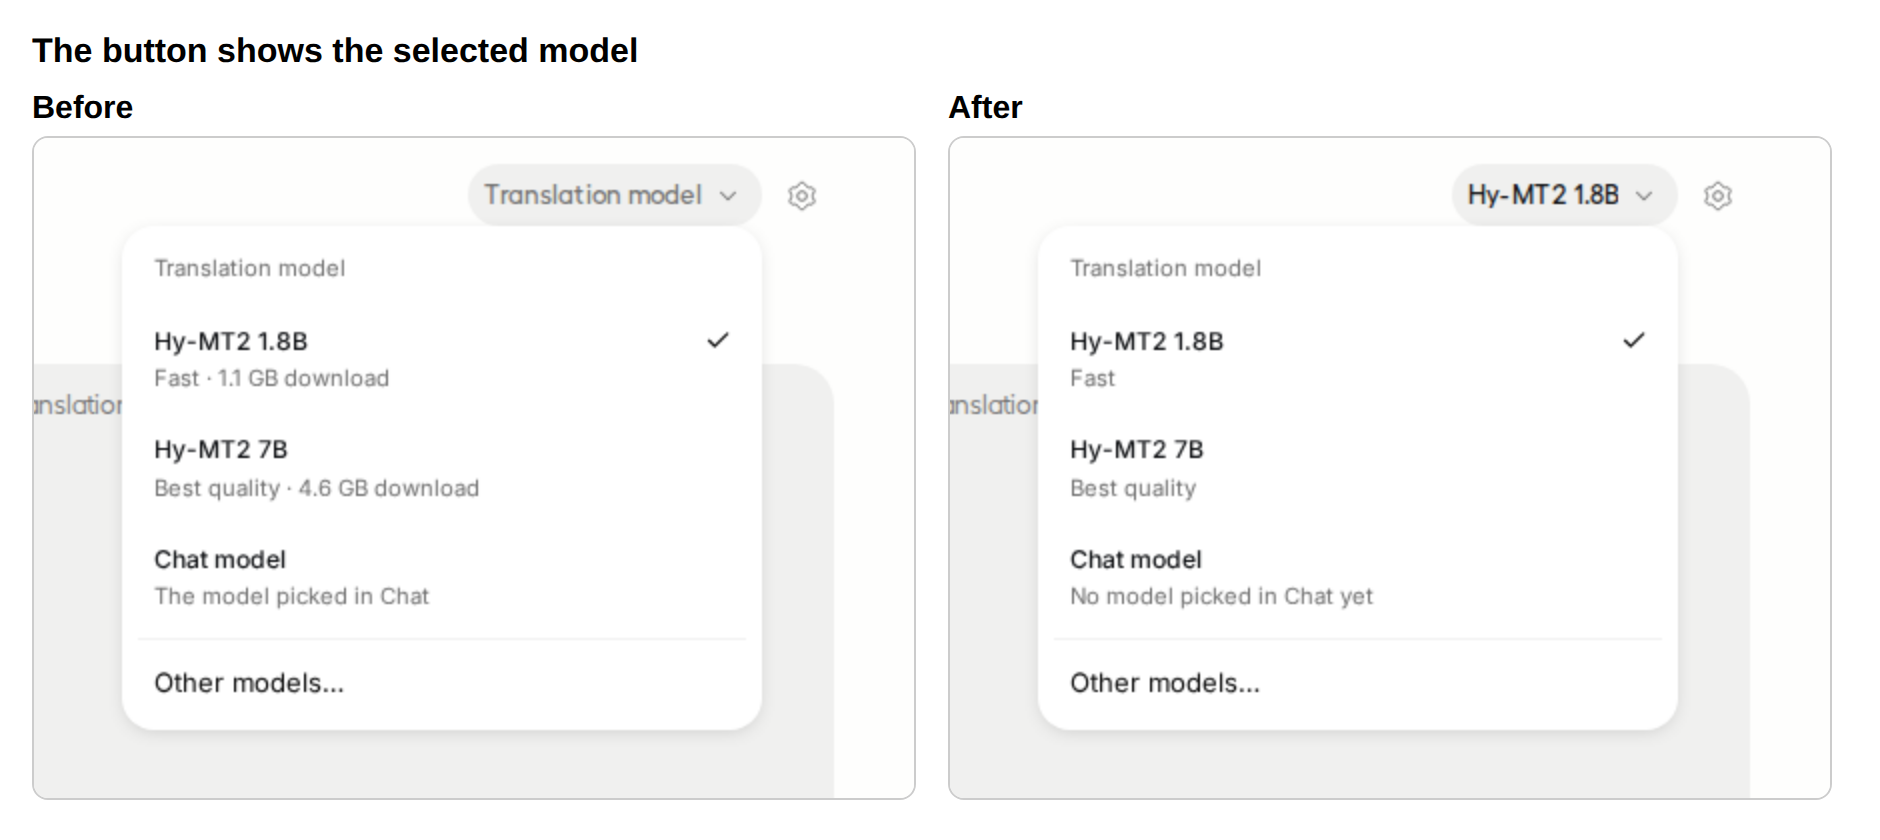 The button shows the selected model
Before
Translation model
Translation model
Hy-MT2 1.8B
Fast · 1.1 GB download
anslation
Hy-MT2 7B
Best quality · 4.6 GB download
Chat model
The model picked in Chat
Other models...
After
Hy-MT2 1.8B
Translation model
Hy-MT2 1.8B
Fast
anslation
Hy-MT2 7B
Best quality
Chat model
No model picked in Chat yet
Other models...